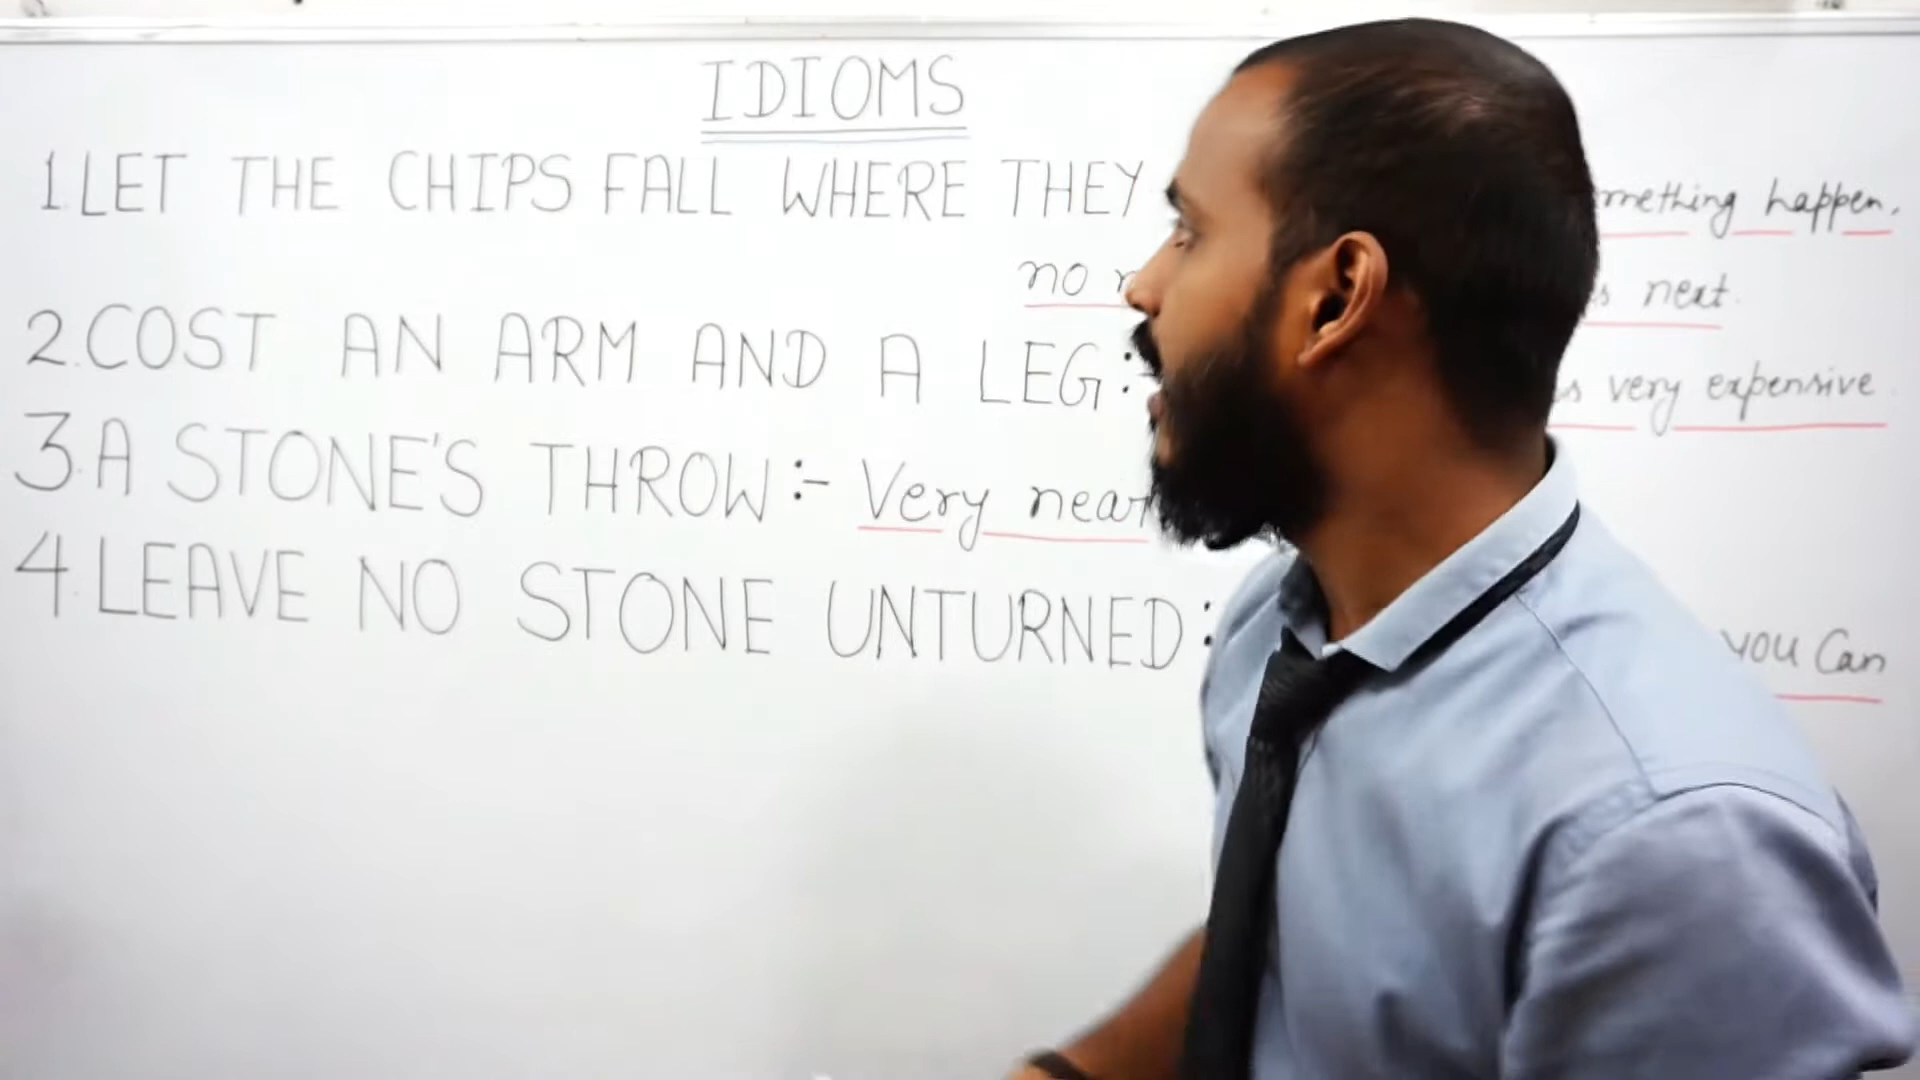 IDIOMS
1. LET THE CHIPS FALL WHERE THEY happen.
no next.
2. COST AN ARM AND A LEG:- very expensive
3. A STONE'S THROW:- Very near
4. LEAVE NO STONE UNTURNED: you Can